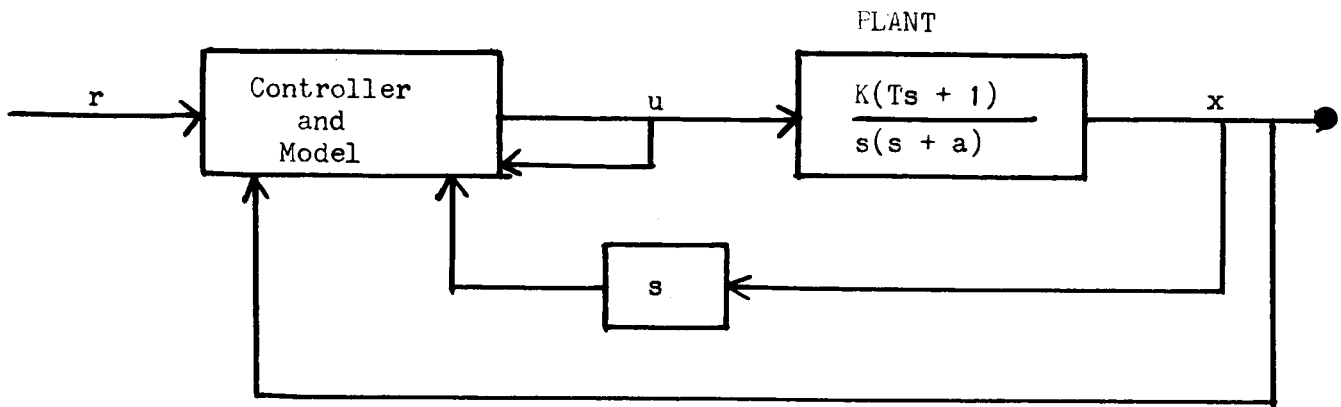 PLANT
r
Controller
and
Model
u
K(Ts + 1)
s(s + a)
x
s